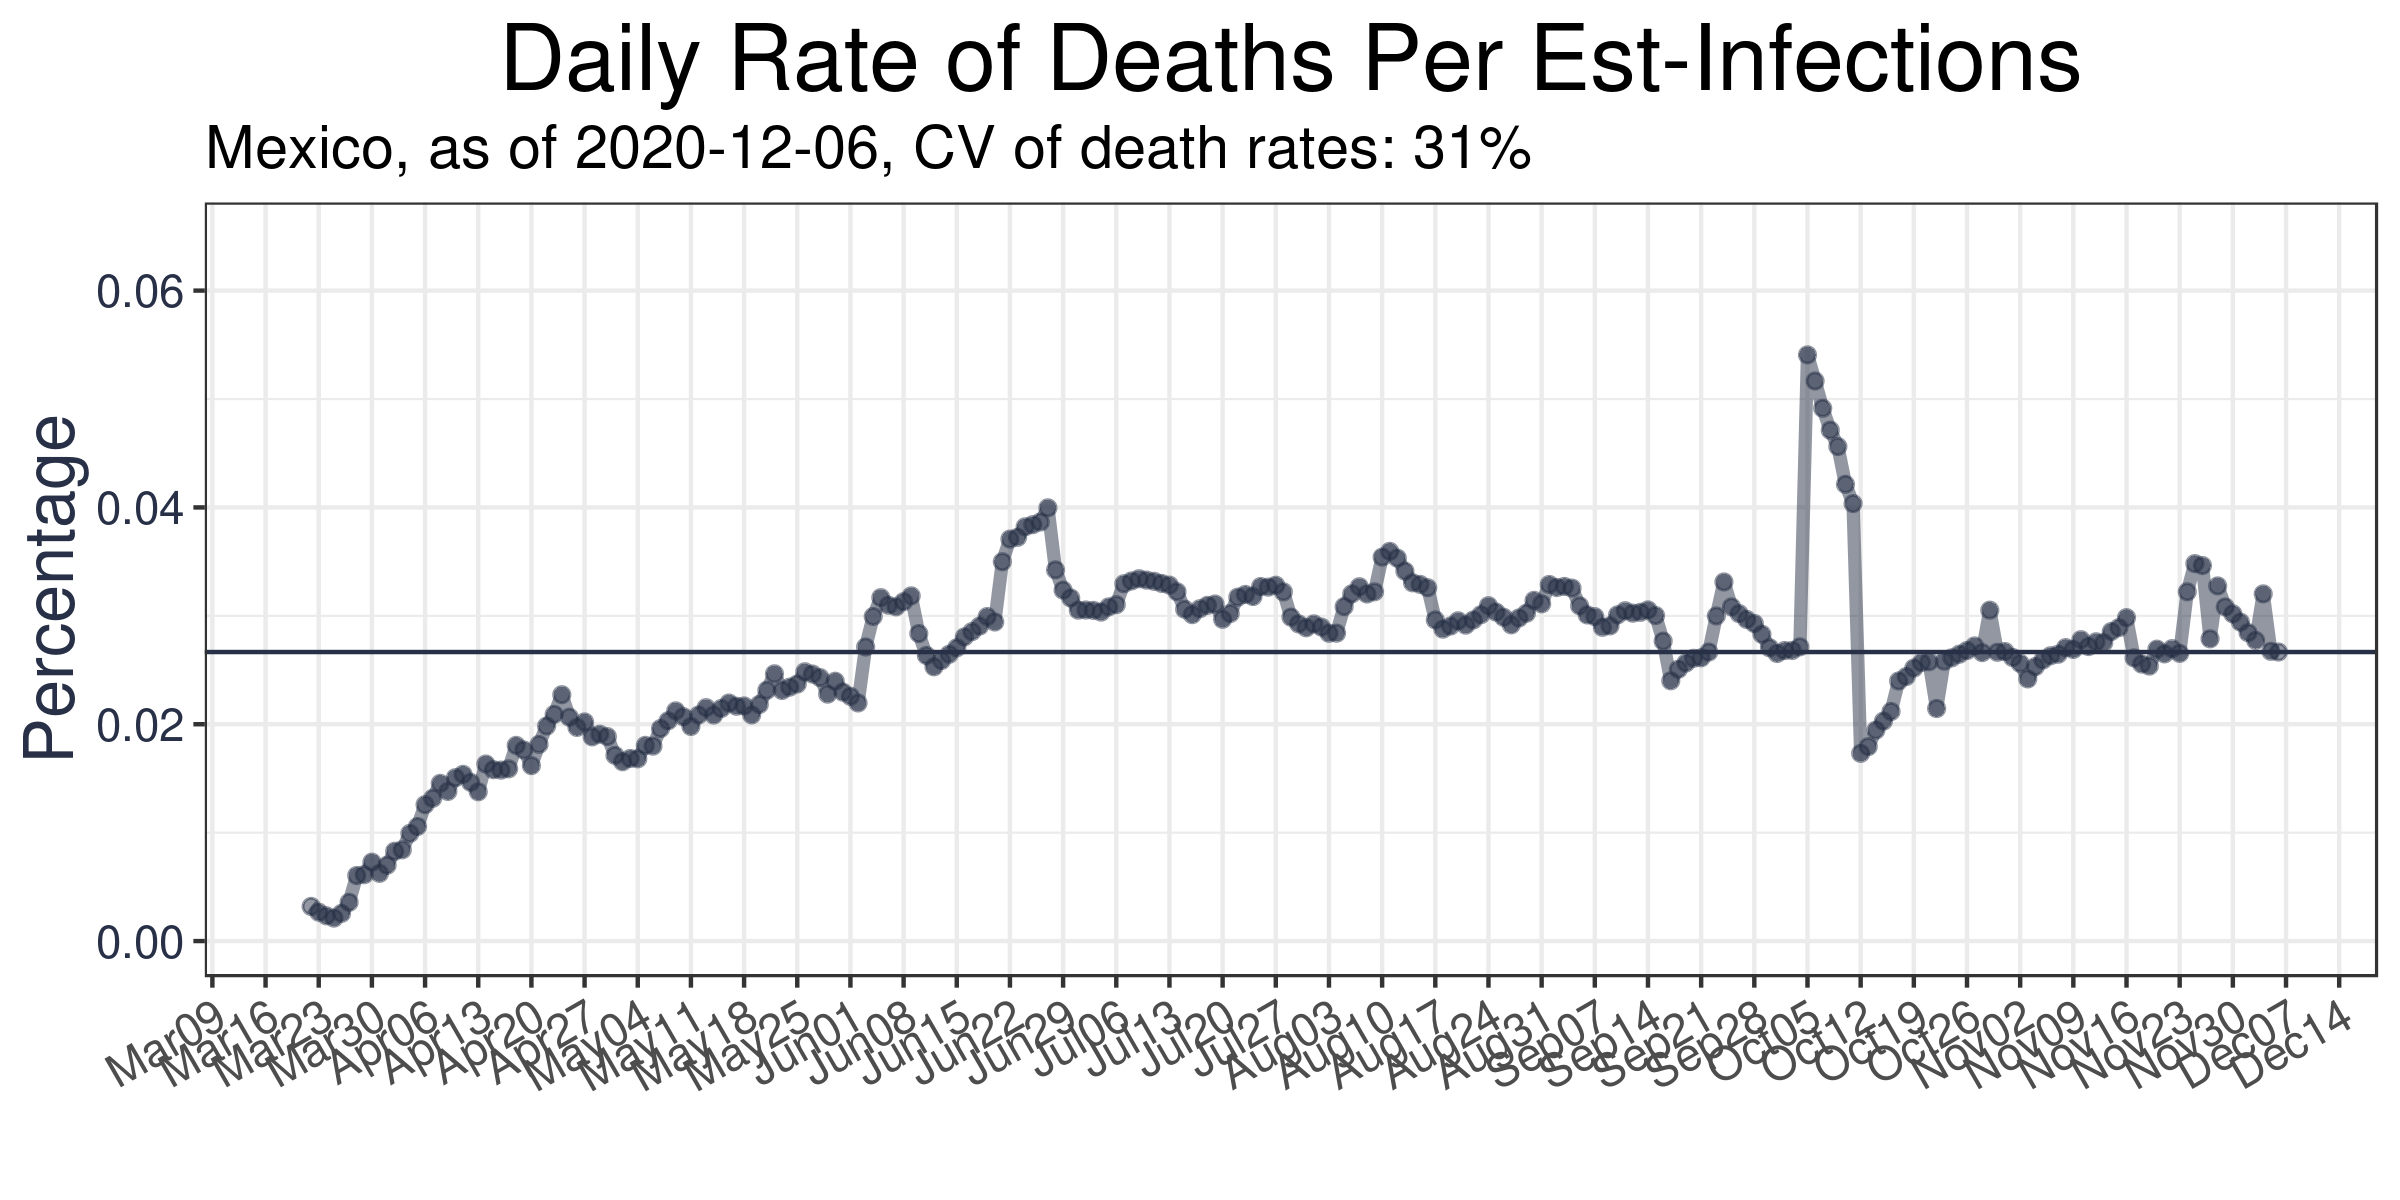 Daily Rate of Deaths Per Est-Infections
Mexico, as of 2020-12-06, CV of death rates: 31%
Percentage
0.06
0.04
0.02
0.00
Mar09
Mar16
Mar23
Mar30
Apr06
Apr13
Apr20
Apr27
May04
May11
May18
May25
Jun01
Jun08
Jun15
Jun22
Jun29
Jul06
Jul13
Jul20
Jul27
Aug03
Aug10
Aug17
Aug24
Aug31
Sep07
Sep14
Sep21
Sep28
Oct05
Oct12
Oct19
Oct26
Nov02
Nov09
Nov16
Nov23
Nov30
Dec07
Dec14